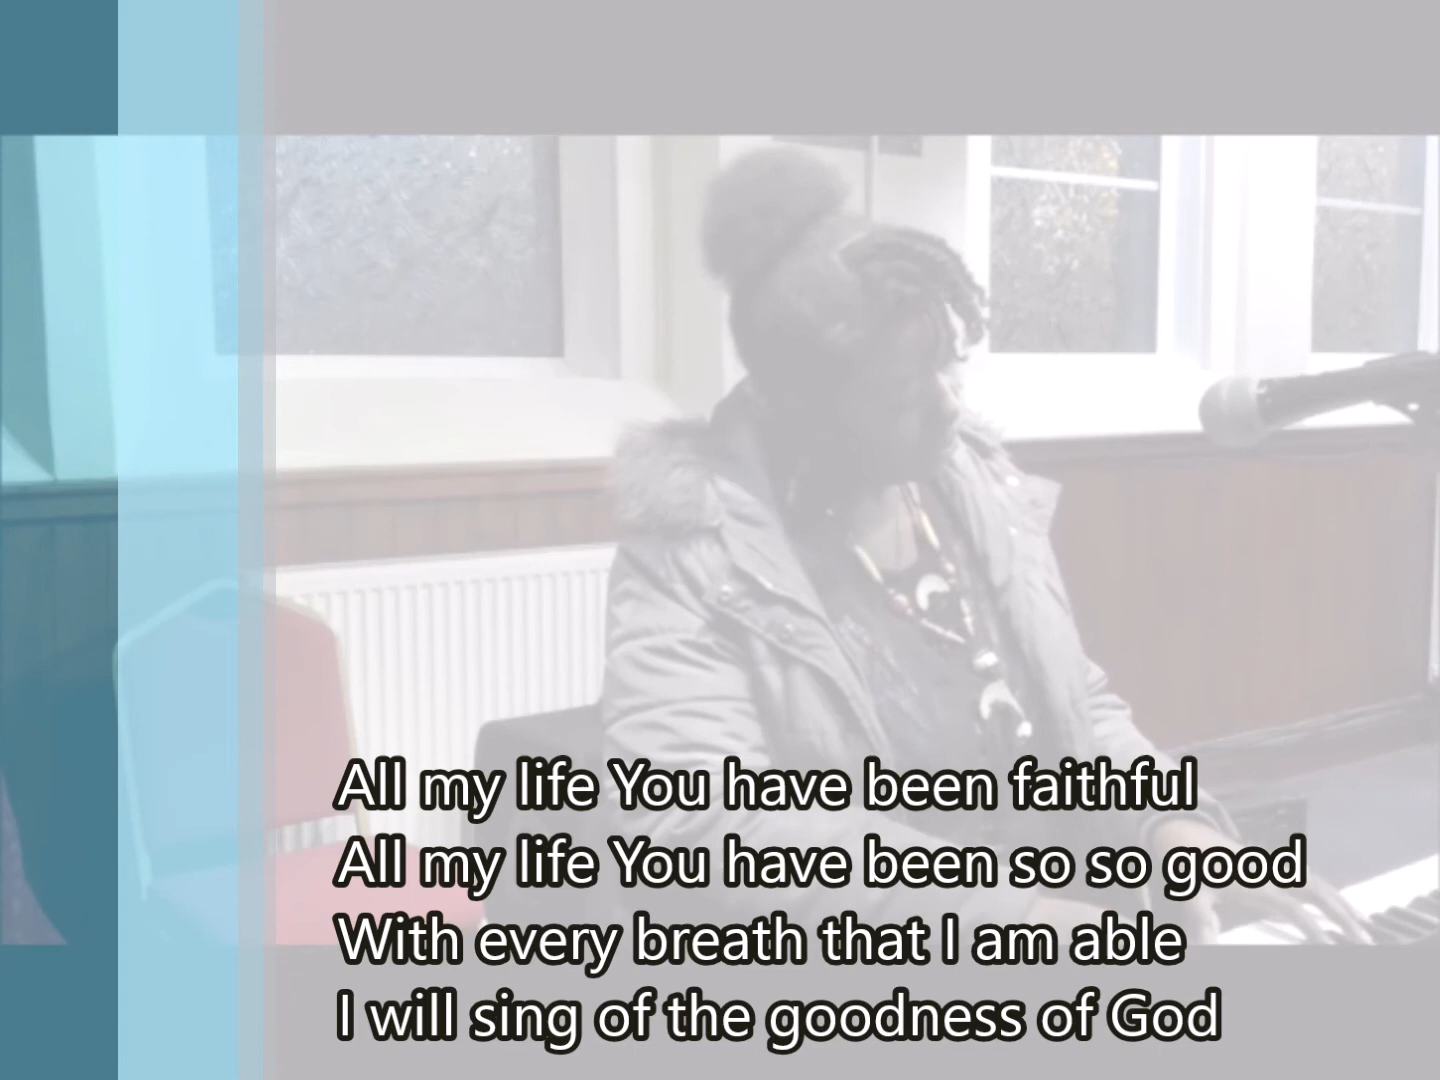 All my life You have been faithful
All my life You have been so so good
With every breath that I am able
I will sing of the goodness of God